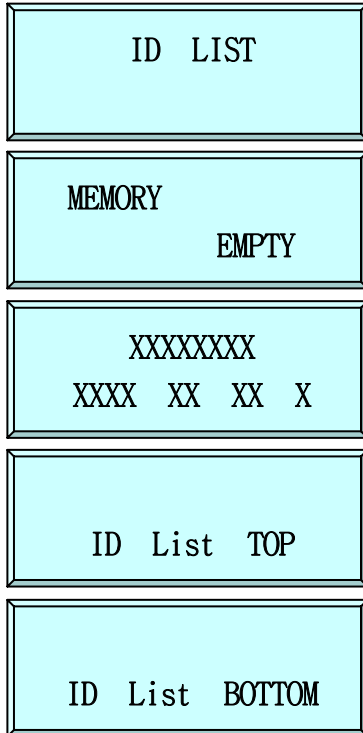 ID LIST
MEMORY
EMPTY
XXXXXXXX
XXXX XX XX X
ID List TOP
ID List BOTTOM